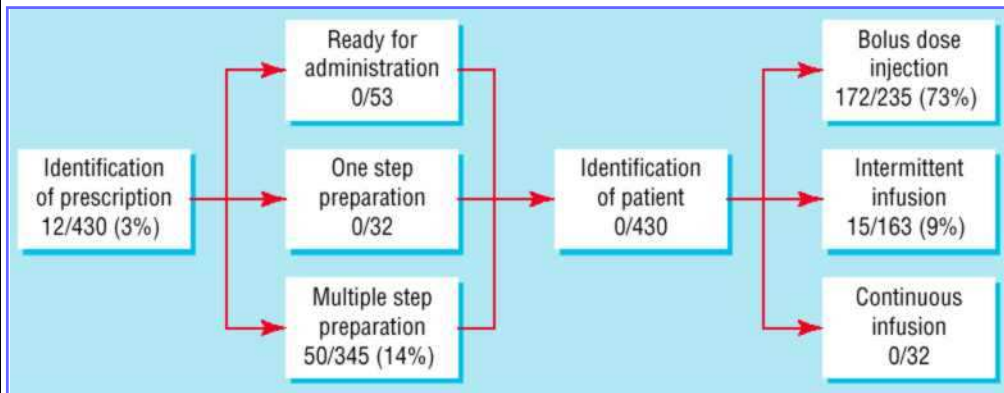 Identification
of prescription
12/430 (3%)
Ready for
administration
0/53
One step
preparation
0/32
Multiple step
preparation
50/345 (14%)
Identification
of patient
0/430
Bolus dose
injection
172/235 (73%)
Intermittent
infusion
15/163 (9%)
Continuous
infusion
0/32